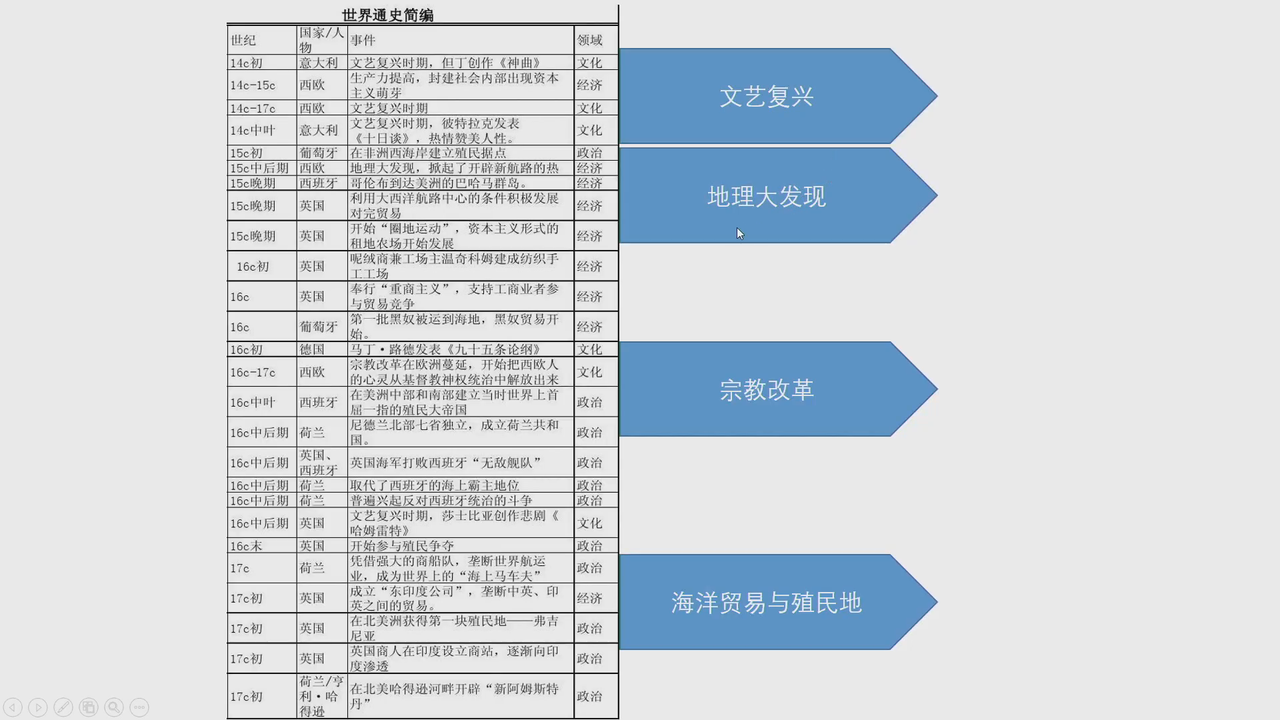 世界通史简编
世纪 国家/人物 事件 领域
14c初 意大利 文艺复兴时期，但丁创作《神曲》 文化
14c-15c 西欧 生产力提高，封建社会内部出现资本
主义萌芽 经济
14c-17c 西欧 文艺复兴时期 文化
14c中叶 意大利 文艺复兴时期，彼特拉克发表
《十日谈》，热情赞美人性。 文化
15c初 葡萄牙 在非洲西海岸建立殖民据点 政治
15c中后期 西欧 地理大发现，掀起了开辟新航路的热 经济
15c晚期 西班牙 哥伦布到达美洲的巴哈马群岛。 经济
15c晚期 英国 利用大西洋航路中心的条件积极发展
对完贸易 经济
15c晚期 英国 开始“圈地运动”，资本主义形式的
租地农场开始发展 经济
16c初 英国 呢绒商兼工场主温奇科姆建成纺织手
工工场 经济
16c 英国 奉行“重商主义”，支持工商业者参
与贸易竞争 经济
16c 葡萄牙 第一批黑奴被运到海地，黑奴贸易开
始。 经济
16c初 德国 马丁·路德发表《九十五条论纲》 文化
16c-17c 西欧 宗教改革在欧洲蔓延，开始把西欧人
的心灵从基督教神权统治中解放出来 文化
16c中叶 西班牙 在美洲中部和南部建立当时世界上首
屈一指的殖民大帝国 政治
16c中后期 荷兰 尼德兰北部七省独立，成立荷兰共和
国。 政治
16c中后期 英国、
西班牙 英国海军打败西班牙“无敌舰队” 政治
16c中后期 荷兰 取代了西班牙的海上霸主地位 政治
16c中后期 荷兰 普遍兴起反对西班牙统治的斗争 政治
16c中后期 英国 文艺复兴时期，莎士比亚创作悲剧《
哈姆雷特》 文化
16c末 英国 开始参与殖民争夺 政治
17c 荷兰 凭借强大的商船队，垄断世界航运
业，成为世界上的“海上马车夫” 政治
17c初 英国 成立“东印度公司”，垄断中英、印
英之间的贸易。 经济
17c初 英国 在北美洲获得第一块殖民地——弗吉
尼亚 政治
17c初 英国 英国商人在印度设立商站，逐渐向印
度渗透 政治
17c初 荷兰/亨
利·哈
得逊 在北美哈得逊河畔开辟“新阿姆斯特
丹” 政治
文艺复兴
地理大发现
宗教改革
海洋贸易与殖民地